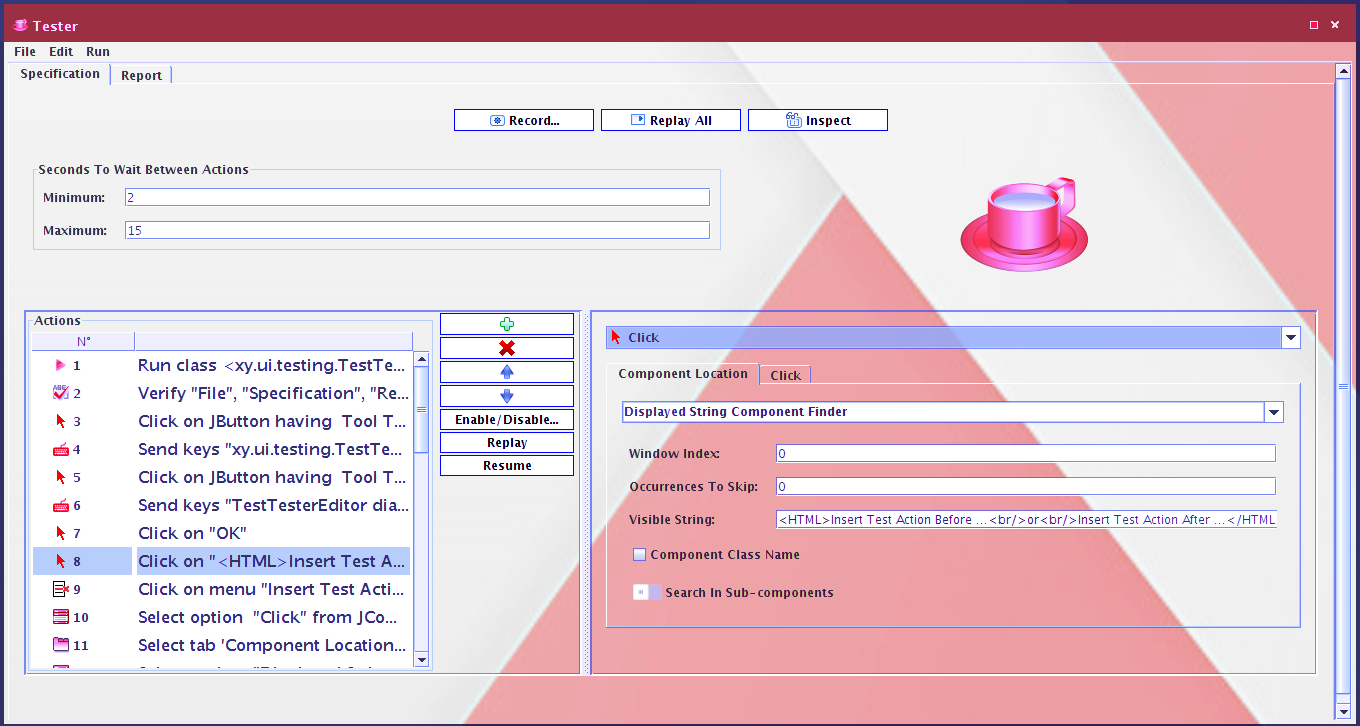 Tester
File Edit Run
Specification Report
Record... Replay All Inspect
Seconds To Wait Between Actions
Minimum: 2
Maximum: 15
Actions
N°
1 Run class <xy.ui.testing.TestTe...
2 Verify "File", "Specification", "Re...
3 Click on JButton having  Tool T...
4 Send keys "xy.ui.testing.TestTe...
5 Click on JButton having  Tool T...
6 Send keys "TestTesterEditor dia...
7 Click on "OK"
8 Click on "<HTML>Insert Test A...
9 Click on menu "Insert Test Acti...
10 Select option  "Click" from JCo...
11 Select tab 'Component Location...
Enable/Disable...
Replay
Resume
Click
Component Location Click
Displayed String Component Finder
Window Index: 0
Occurrences To Skip: 0
Visible String: <HTML>Insert Test Action Before ...<br/>or<br/>Insert Test Action After ...</HTML
Component Class Name
Search In Sub-components